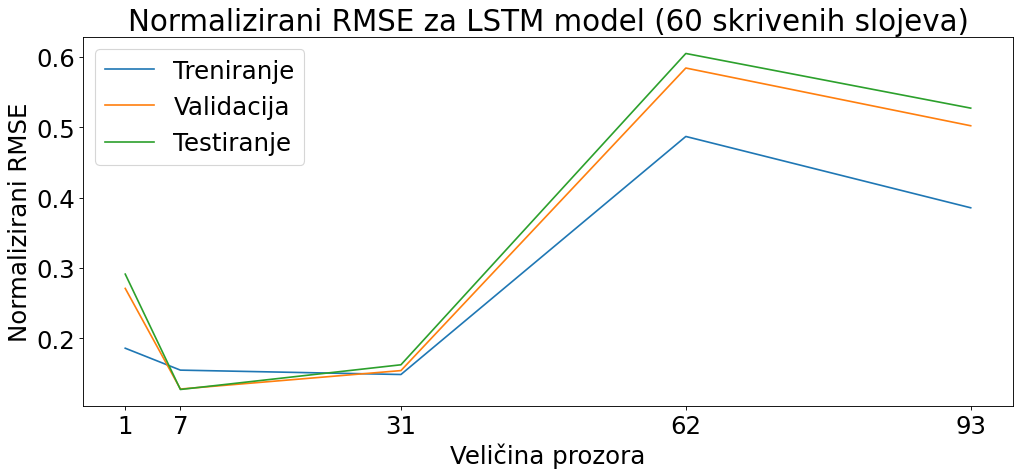 Normalizirani RMSE za LSTM model (60 skrivenih slojeva)
Treniranje
Validacija
Testiranje
Normalizirani RMSE
0.6
0.5
0.4
0.3
0.2
1 7 31 62 93
Veličina prozora